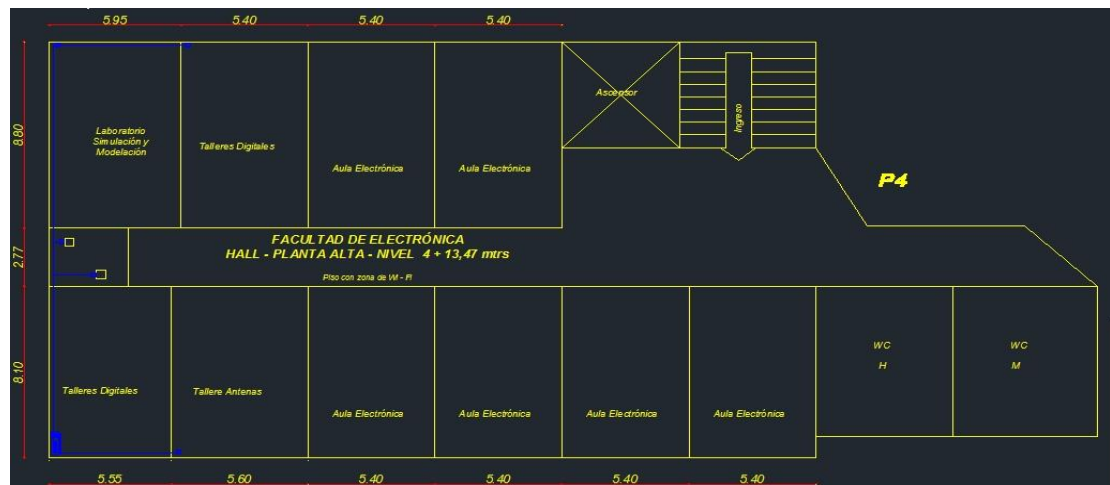 5.95 5.40 5.40 5.40
8.80
Laboratorio
Simulación y
Modelación
Talleres Digitales
Aula Electrónica
Aula Electrónica
Ascensor
Ingreso
P4
2.77
FACULTAD DE ELECTRÓNICA
HALL - PLANTA ALTA - NIVEL 4 + 13,47 mtrs
Piso con zona de Wi - Fi
8.10
Talleres Digitales
Tallere Antenas
Aula Electrónica
Aula Electrónica
Aula Electrónica
Aula Electrónica
WC
H
WC
M
5.55 5.60 5.40 5.40 5.40 5.40